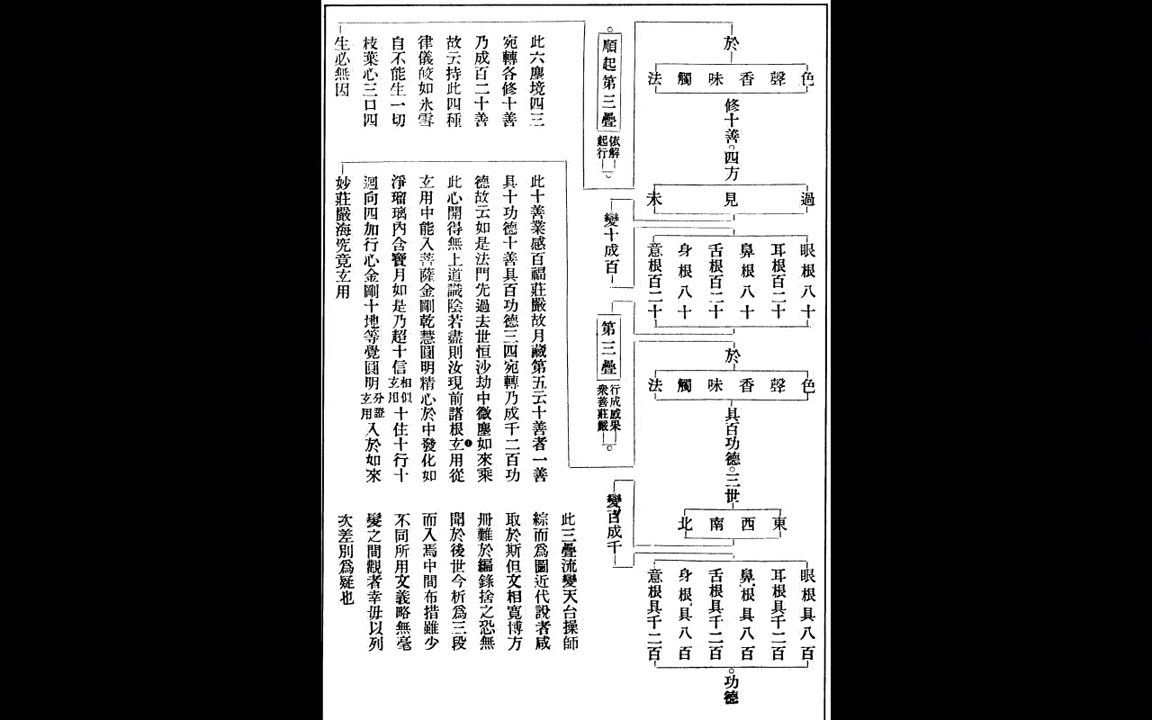 於
色 聲 香 味 觸 法
修十善。四方
過 見 未
眼根八十
耳根百二十
鼻根八十
舌根百二十
身根八十
意根百二十
於
色 聲 香 味 觸 法
具百功德。三世
東 西 南 北
眼根具八百
耳根具千二百
鼻根具八百
舌根具千二百
身根具八百
意根具千二百
功德
順起第三疊
依解
起行
變十成百
第三疊
行成感果
衆善莊嚴
變百成千
此六塵境四三
宛轉各修十善
乃成百二十善
故云持此四種
律儀皎如氷雪
自不能生一切
枝葉心三口四
生必無因
此十善業感百福莊嚴故月藏第五云十善者一善
具十功德十善具百功德三四宛轉乃成千二百功
德故云如是法門先過去世恒沙劫中微塵如來乘
此心開得無上道識陰若盡則汝現前諸根玄用從
玄用中能入菩薩金剛乾慧圓明精心於中發化如
淨瑠璃內含寶月如是乃超十信相似玄用十住十行十
迴向四加行心金剛十地等覺圓明分證玄用入於如來
妙莊嚴海究竟玄用
此三疊流變天台操師
綜而爲圖近代說者咸
取於斯但文相寬博方
冊難於編錄捨之恐無
聞於後世今析爲三段
而入焉中間布措雖少
不同所用文義略無毫
髮之間觀者幸毋以列
次差別爲疑也